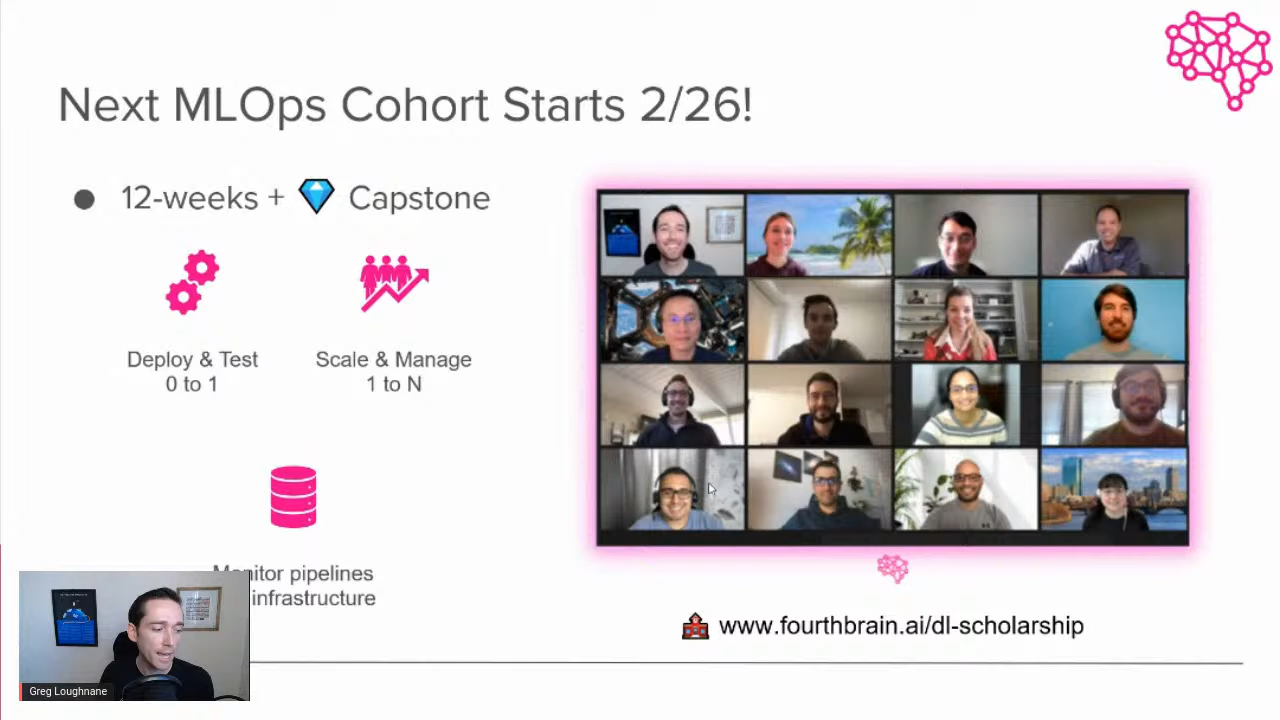 Next MLOps Cohort Starts 2/26!
12-weeks + Capstone
Deploy & Test
0 to 1
Scale & Manage
1 to N
Monitor pipelines
infrastructure
www.fourthbrain.ai/dl-scholarship
Greg Loughnane